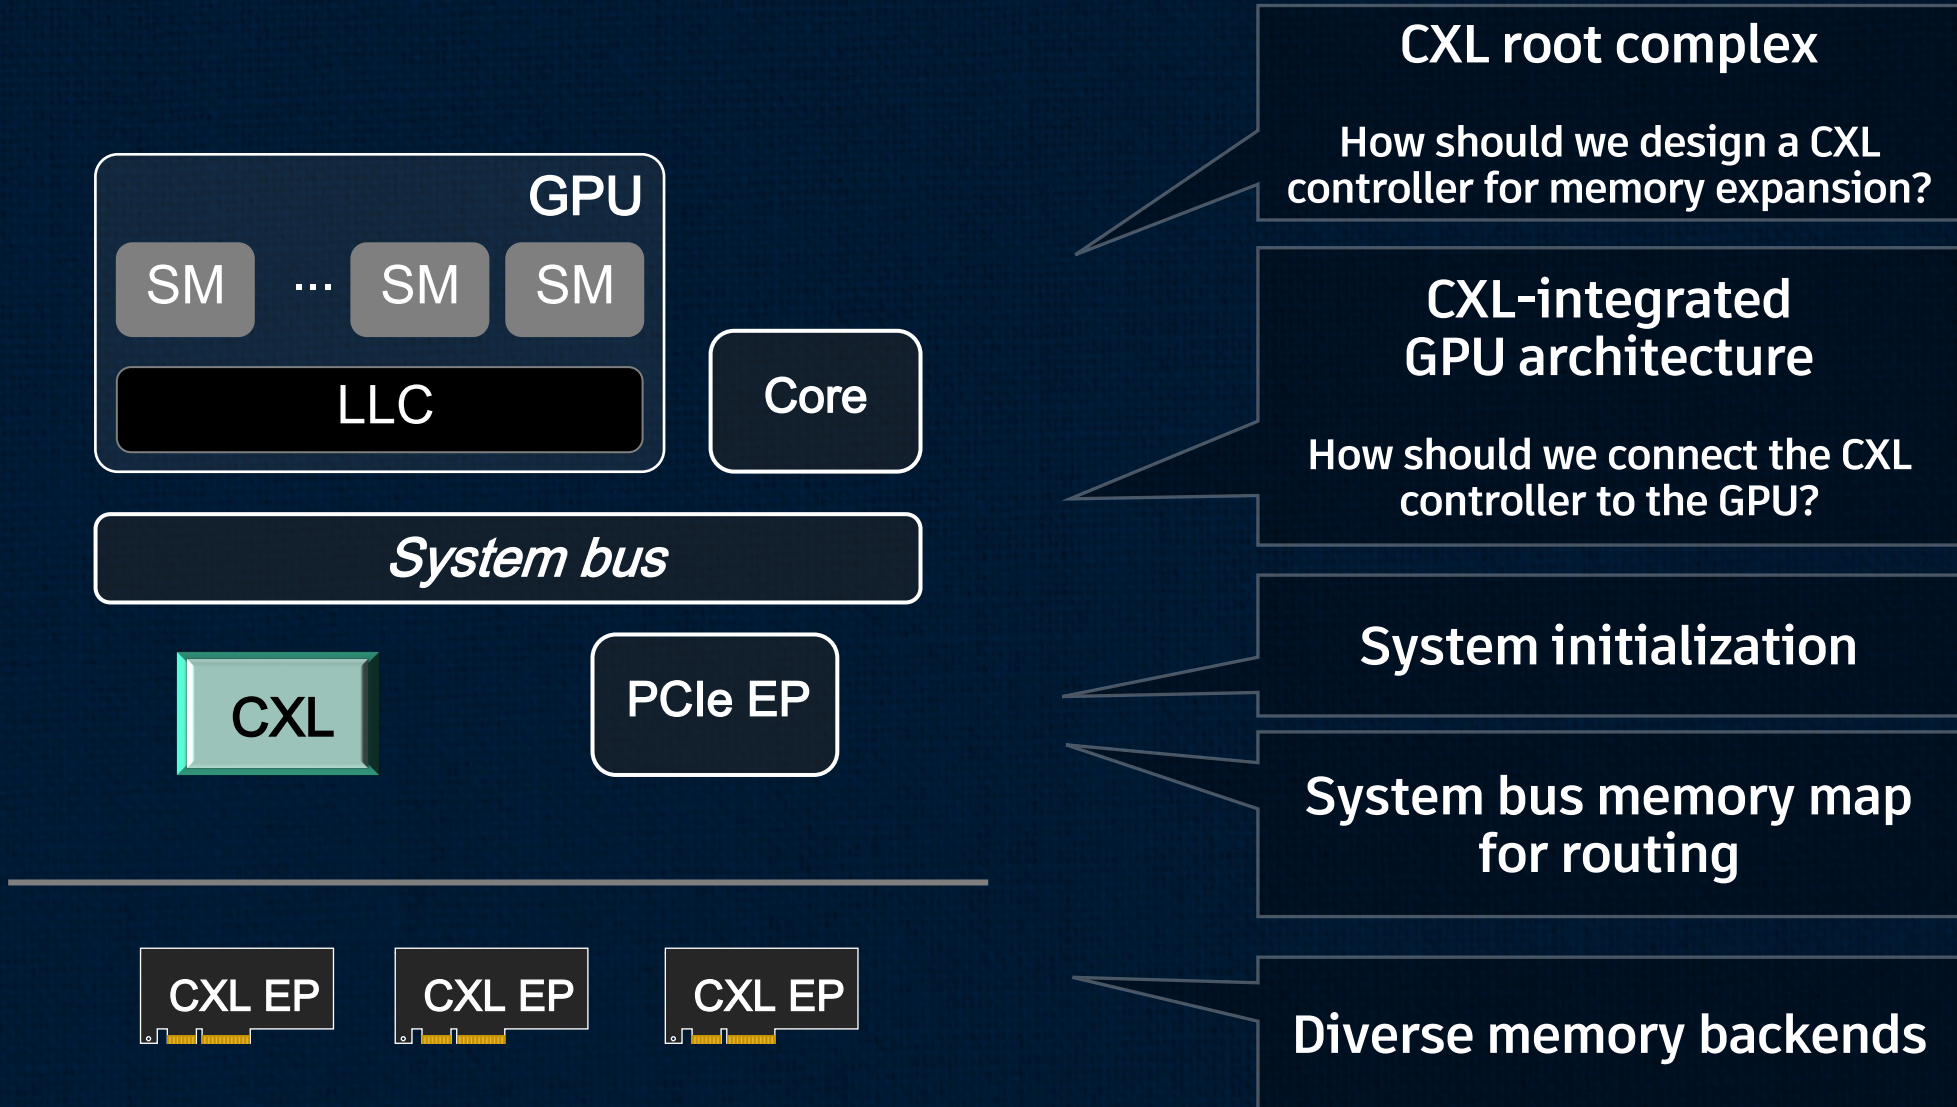 GPU
SM ... SM SM
LLC
Core
System bus
CXL
PCIe EP
CXL EP CXL EP CXL EP
CXL root complex
How should we design a CXL
controller for memory expansion?
CXL-integrated
GPU architecture
How should we connect the CXL
controller to the GPU?
System initialization
System bus memory map
for routing
Diverse memory backends